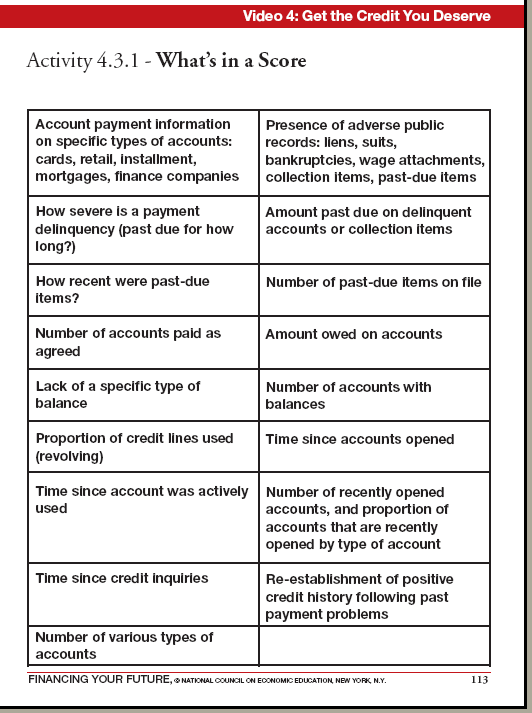 Video 4: Get the Credit You Deserve
Activity 4.3.1 - What's in a Score
Account payment information
on specific types of accounts:
cards, retail, installment,
mortgages, finance companies
Presence of adverse public
records: liens, suits,
bankruptcies, wage attachments,
collection items, past-due items
How severe is a payment
delinquency (past due for how
long?)
Amount past due on delinquent
accounts or collection items
How recent were past-due
items?
Number of past-due items on file
Number of accounts paid as
agreed
Amount owed on accounts
Lack of a specific type of
balance
Number of accounts with
balances
Proportion of credit lines used
(revolving)
Time since accounts opened
Time since account was actively
used
Number of recently opened
accounts, and proportion of
accounts that are recently
opened by type of account
Time since credit inquiries
Re-establishment of positive
credit history following past
payment problems
Number of various types of
accounts
FINANCING YOUR FUTURE, © NATIONAL COUNCIL ON ECONOMIC EDUCATION, NEW YORK, N.Y. 113